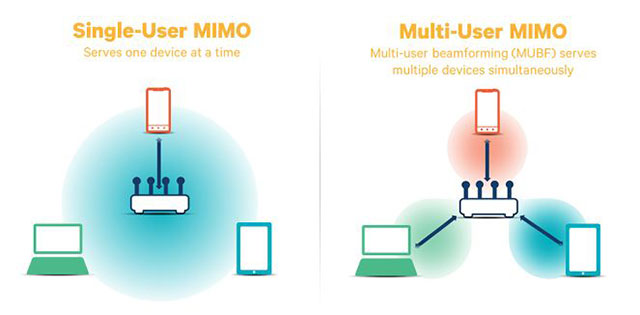 Single-User MIMO
Serves one device at a time
Multi-User MIMO
Multi-user beamforming (MUBF) serves
multiple devices simultaneously